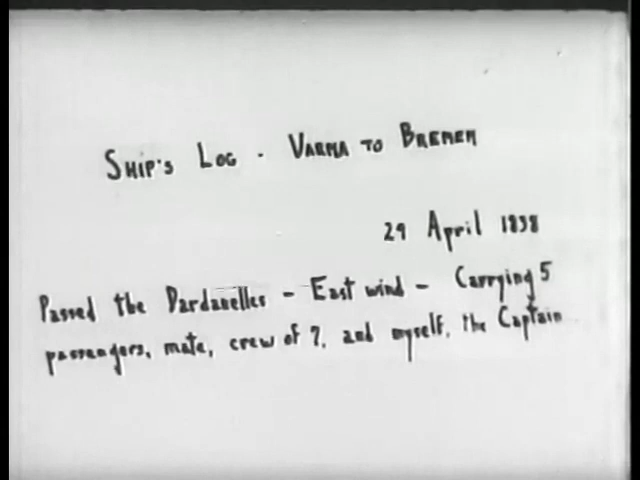 Ship's Log - Varna to Bremen
29 April 1838
Passed the Dardanelles - East wind - Carrying 5
passengers, mate, crew of 7, and myself, the Captain